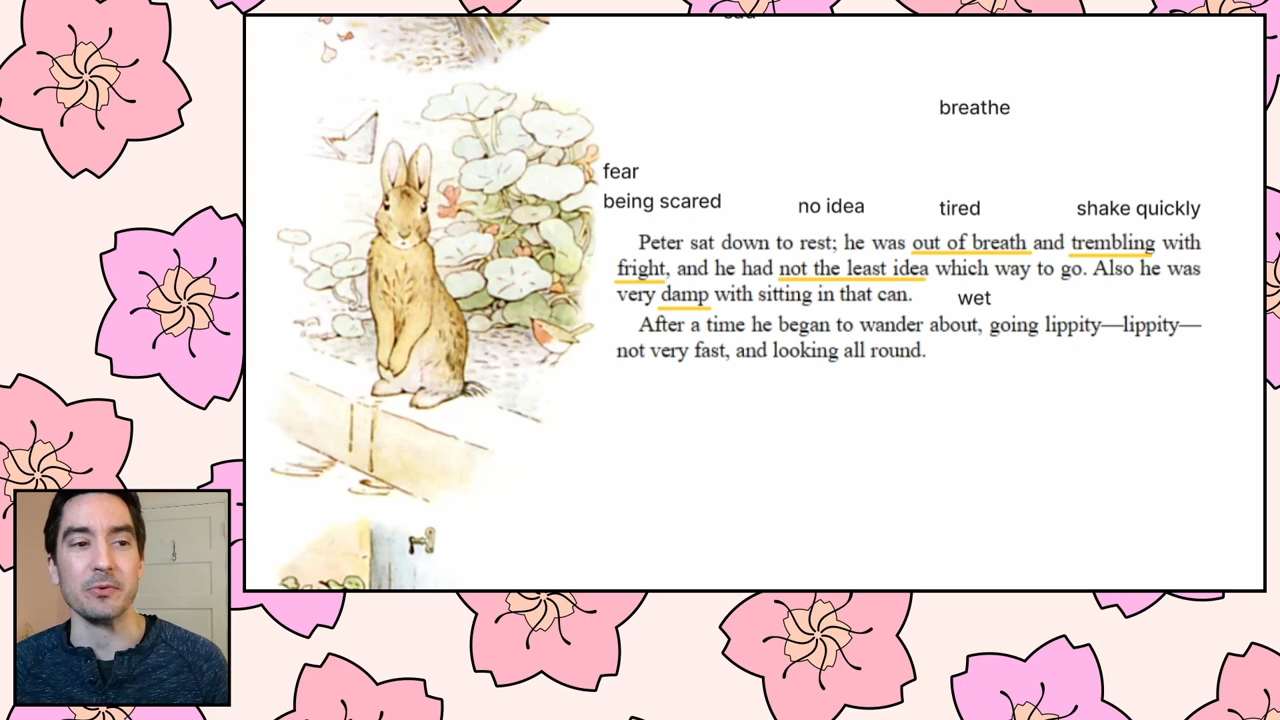 breathe
fear
being scared
no idea
tired
shake quickly
Peter sat down to rest; he was out of breath and trembling with
fright, and he had not the least idea which way to go. Also he was
very damp with sitting in that can.
wet
After a time he began to wander about, going lippity—lippity—
not very fast, and looking all round.